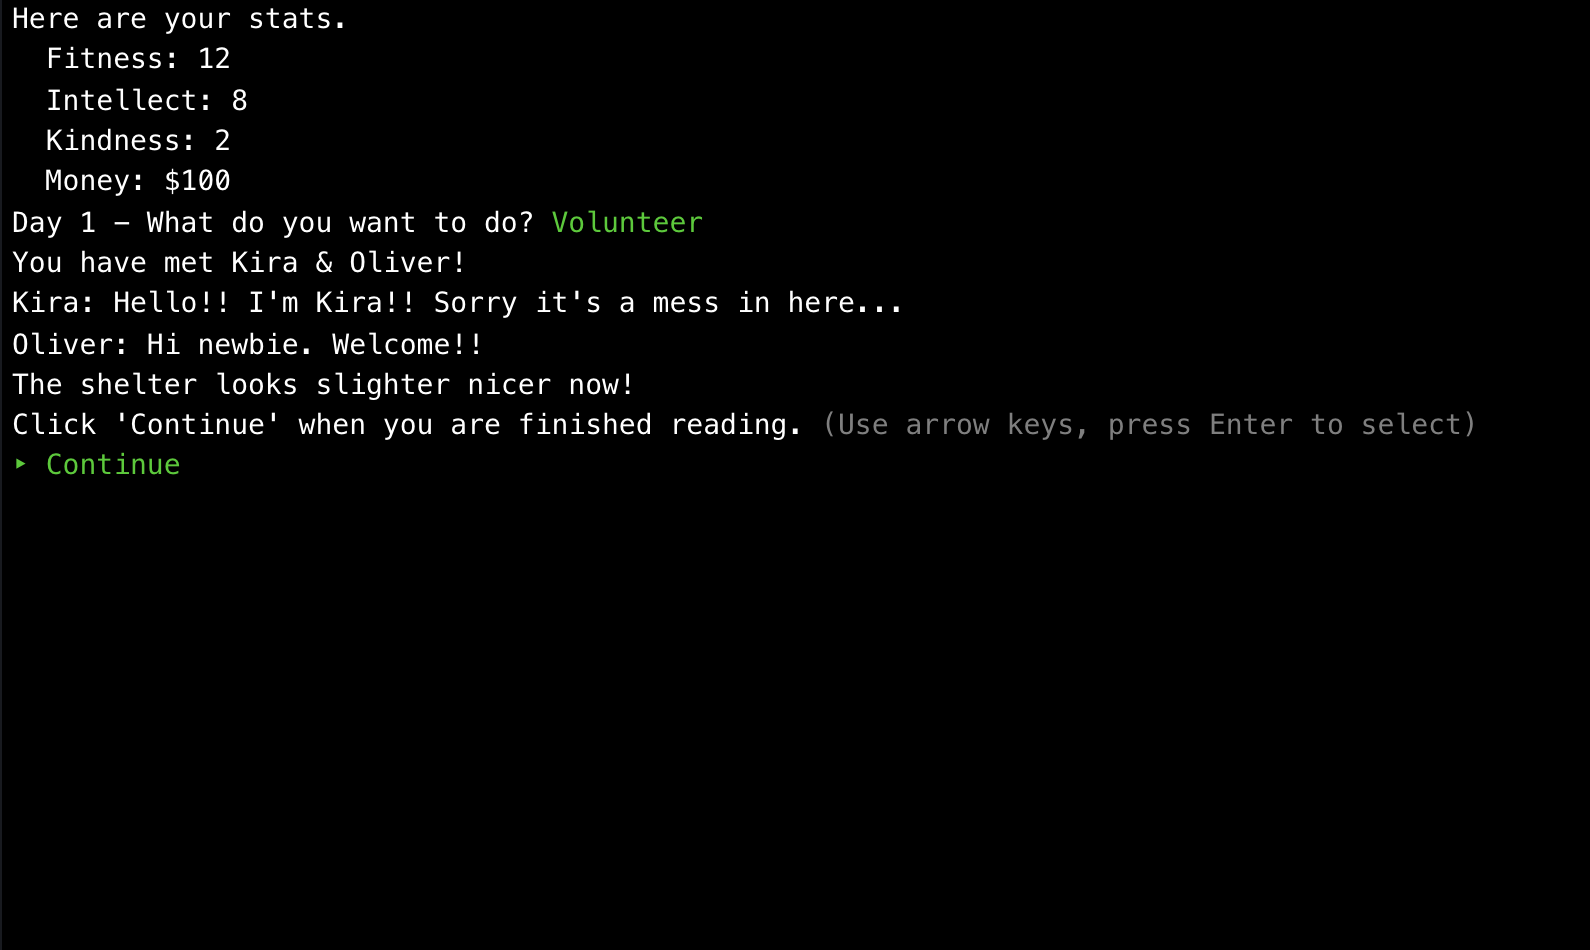 Here are your stats.
Fitness: 12
Intellect: 8
Kindness: 2
Money: $100
Day 1 – What do you want to do? Volunteer
You have met Kira & Oliver!
Kira: Hello!! I'm Kira!! Sorry it's a mess in here...
Oliver: Hi newbie. Welcome!!
The shelter looks slighter nicer now!
Click 'Continue' when you are finished reading. (Use arrow keys, press Enter to select)
‣ Continue